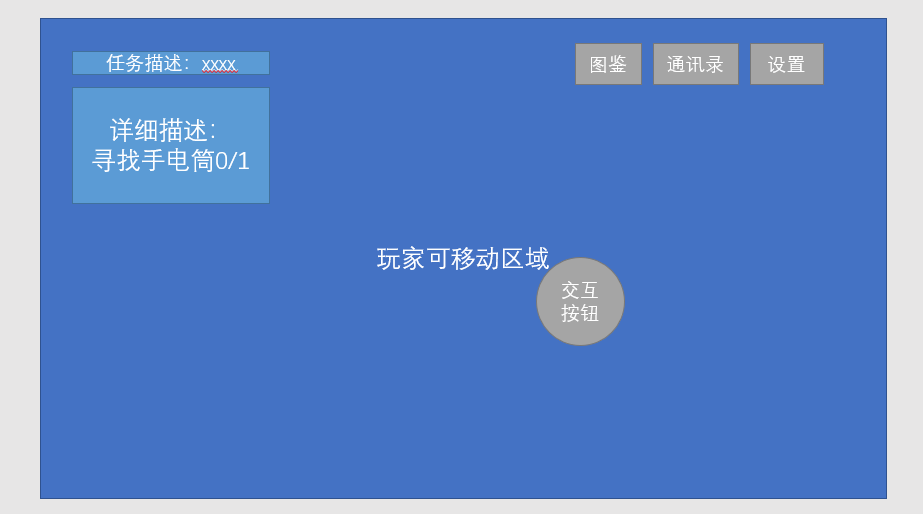 任务描述：xxxx
图鉴
通讯录
设置
详细描述：
寻找手电筒0/1
玩家可移动区域
交互
按钮